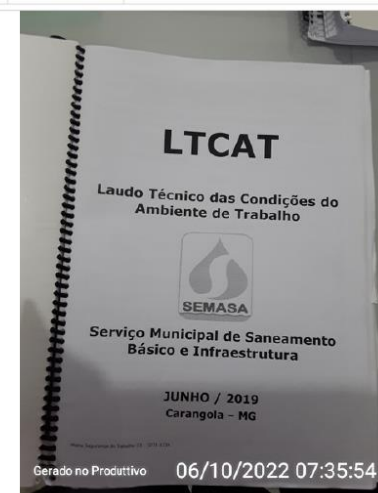 LTCAT
Laudo Técnico das Condições do
Ambiente de Trabalho
SEMASA
Serviço Municipal de Saneamento
Básico e Infraestrutura
JUNHO / 2019
Carangola – MG
Gerado no Produttivo
06/10/2022 07:35:54